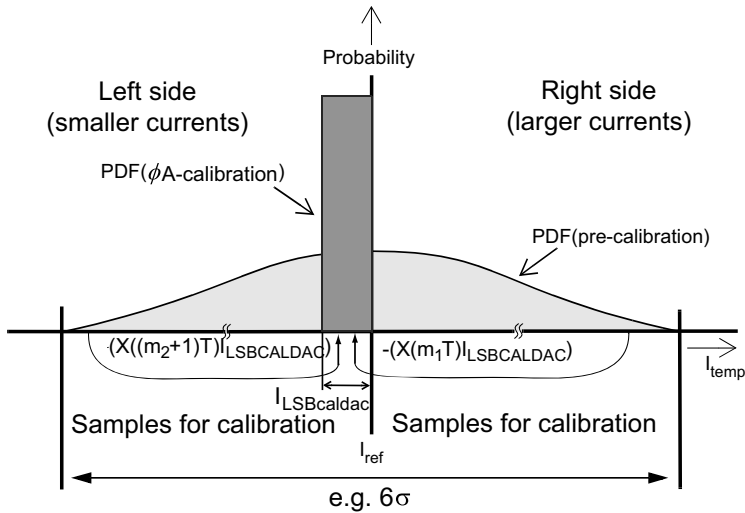 Probability
Left side
(smaller currents)
Right side
(larger currents)
PDF(ϕA-calibration)
PDF(pre-calibration)
-(X((m2+1)T)ILSBCALDAC)
-(X(m1T)ILSBCALDAC)
Itemp
ILSBcaldac
Samples for calibration
Samples for calibration
Iref
e.g. 6σ